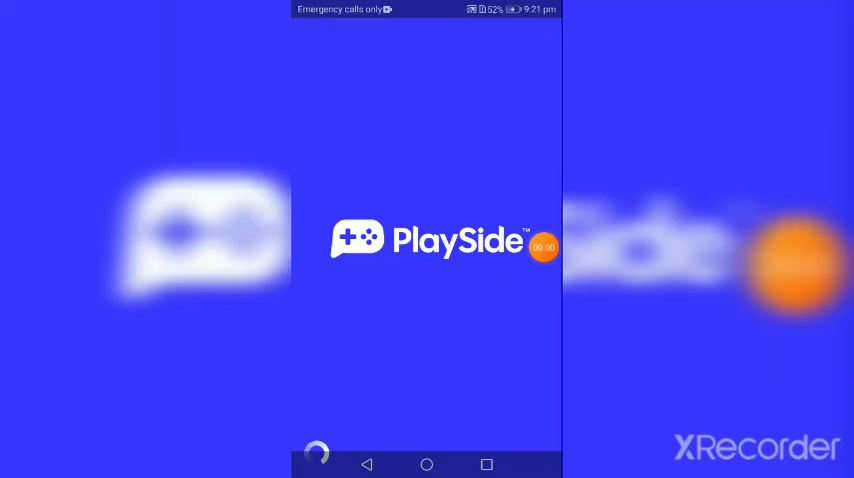 Emergency calls only
52% 9:21 pm
PlaySide™
00:00
XRecorder